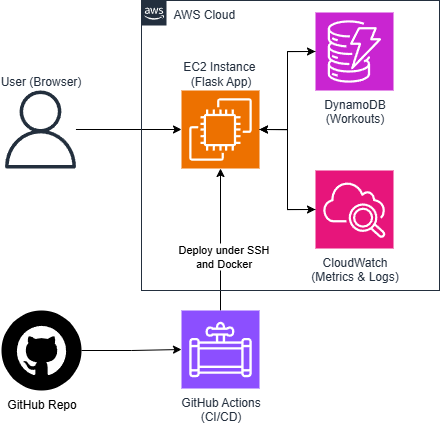 aws
AWS Cloud
User (Browser)
EC2 Instance
(Flask App)
DynamoDB
(Workouts)
Deploy under SSH
and Docker
CloudWatch
(Metrics & Logs)
GitHub Repo
GitHub Actions
(CI/CD)